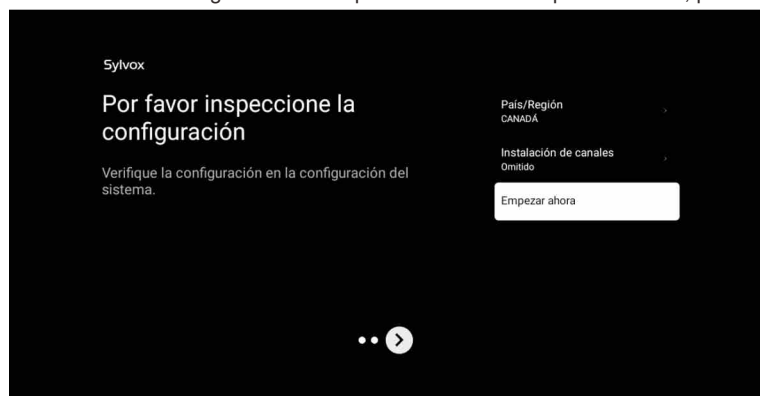 Sylvox
Por favor inspeccione la
configuración
Verifique la configuración en la configuración del
sistema.
País/Región
CANADÁ
Instalación de canales
Omitido
Empezar ahora